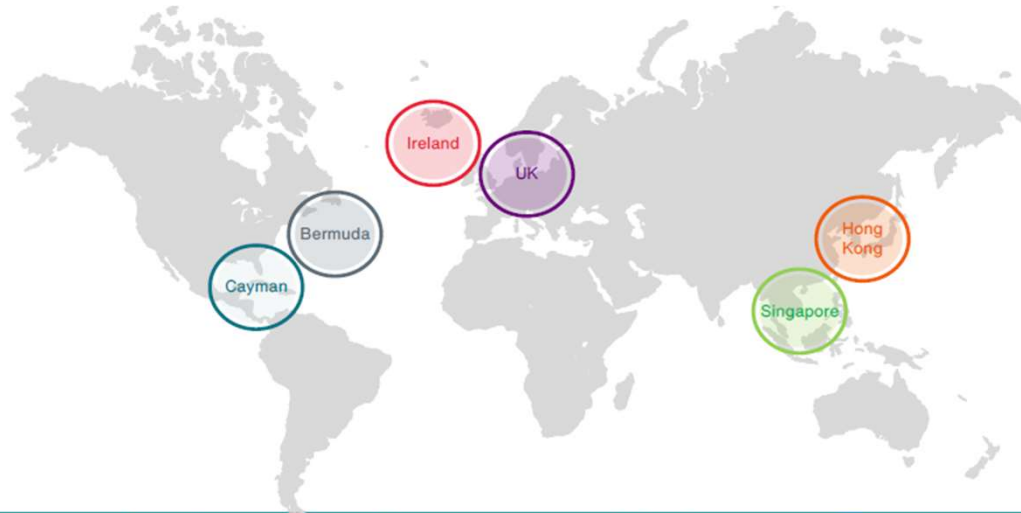 Ireland
UK
Bermuda
Hong
Kong
Cayman
Singapore